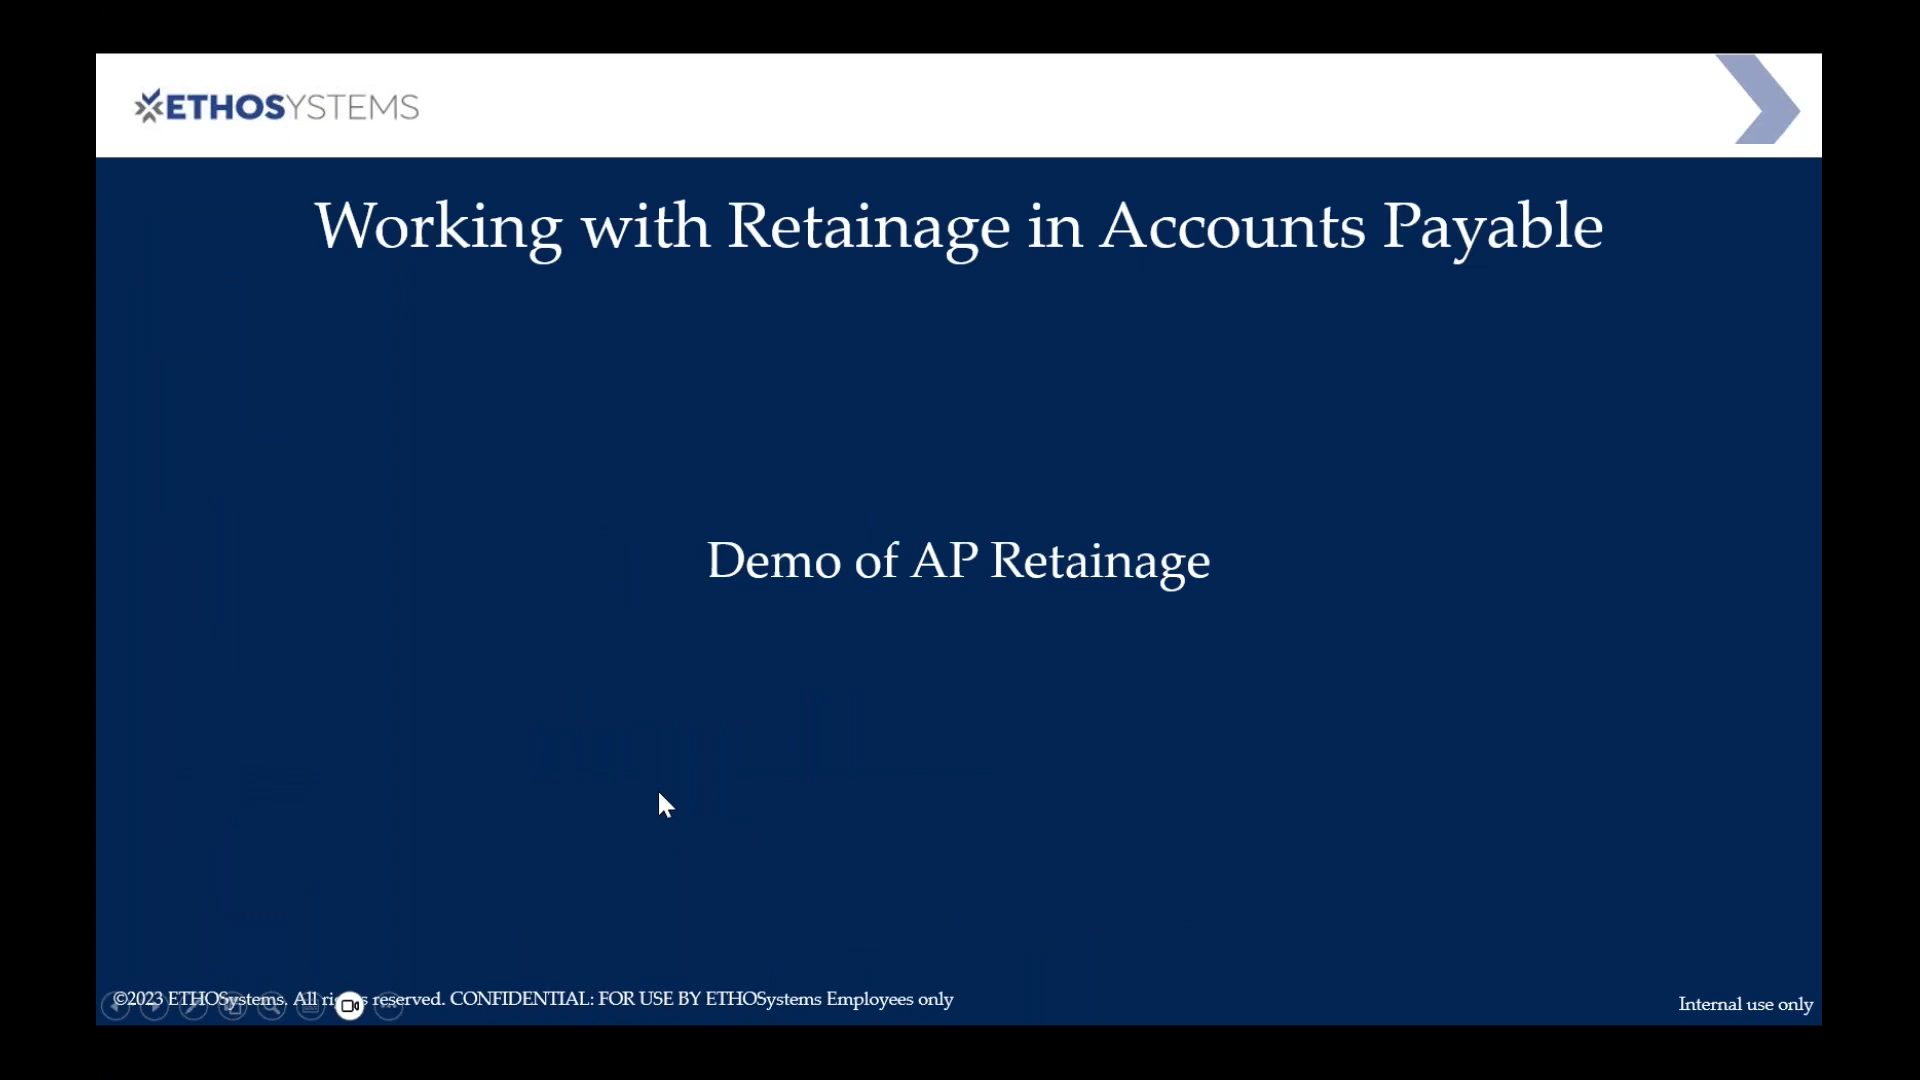 ETHOSYSTEMS
Working with Retainage in Accounts Payable
Demo of AP Retainage
©2023 ETHOSystems. All rights reserved. CONFIDENTIAL: FOR USE BY ETHOSystems Employees only
Internal use only